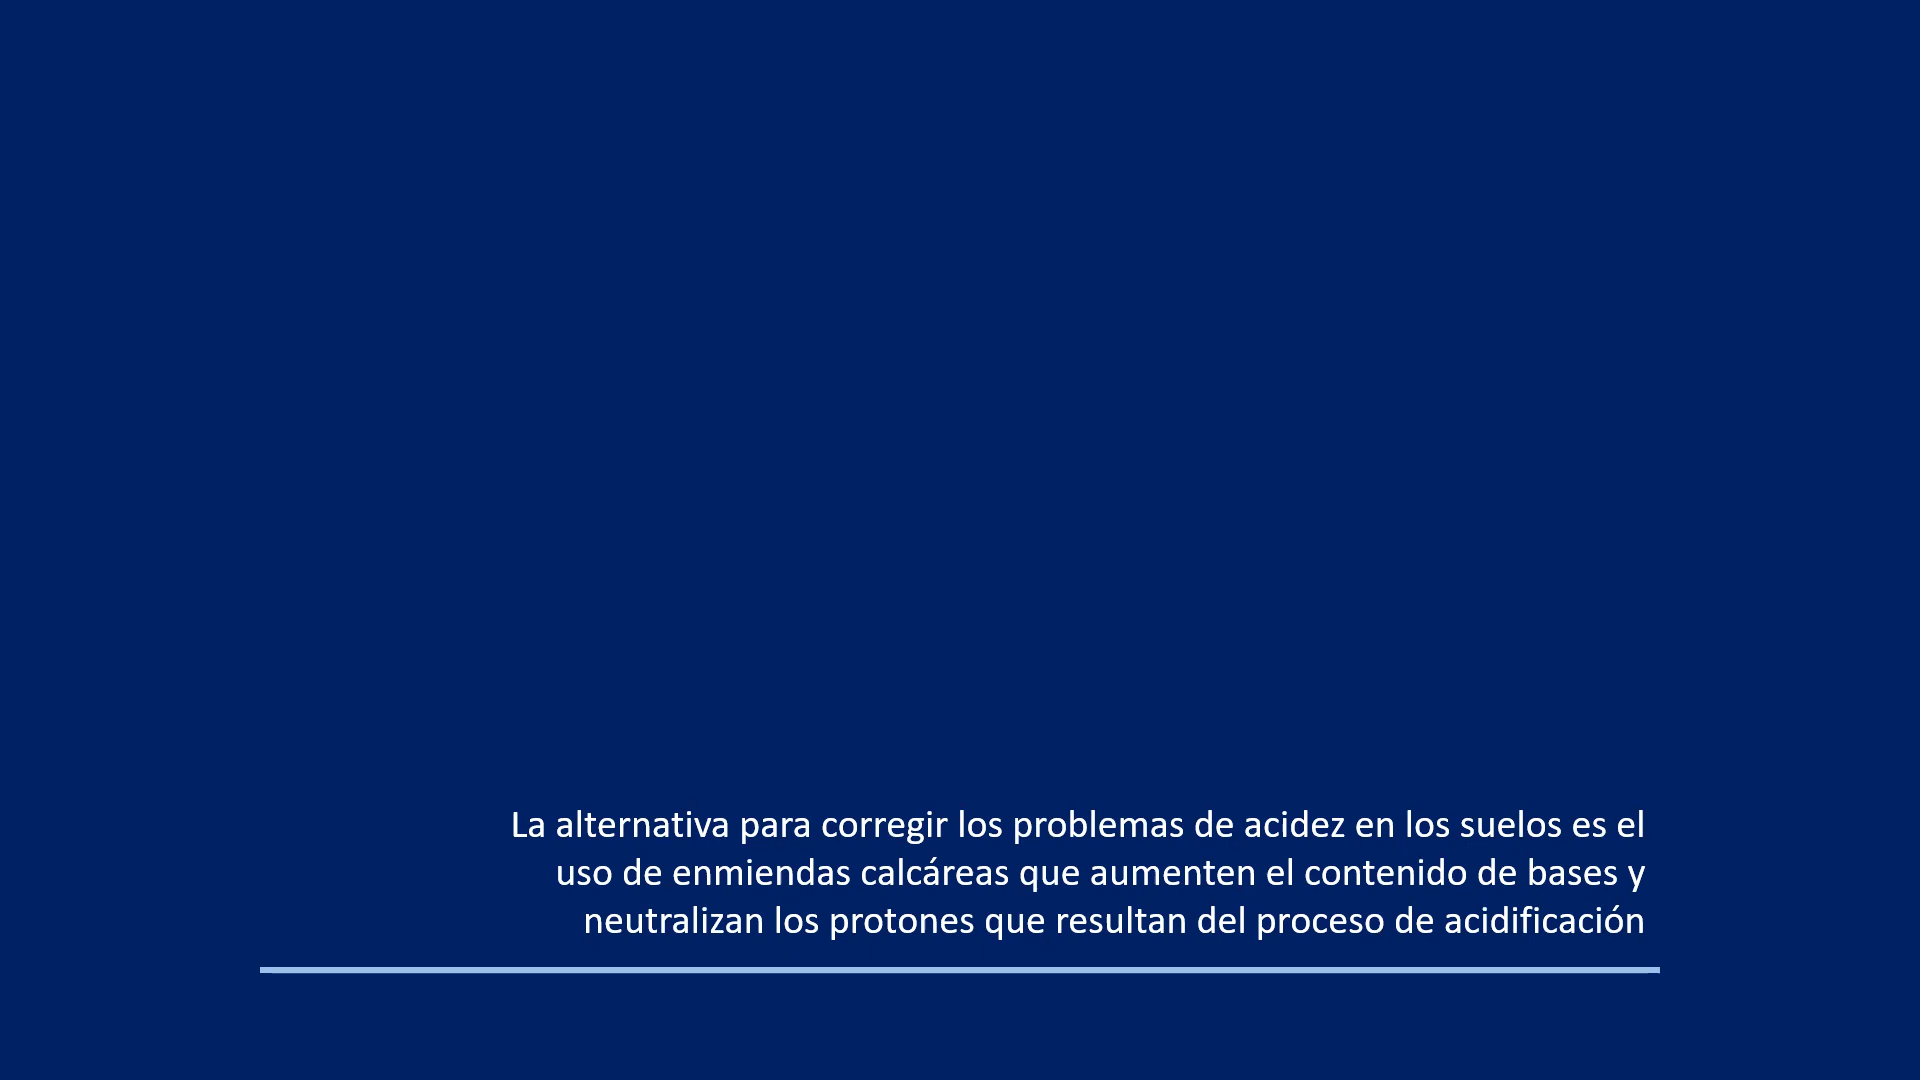 La alternativa para corregir los problemas de acidez en los suelos es el
uso de enmiendas calcáreas que aumenten el contenido de bases y
neutralizan los protones que resultan del proceso de acidificación